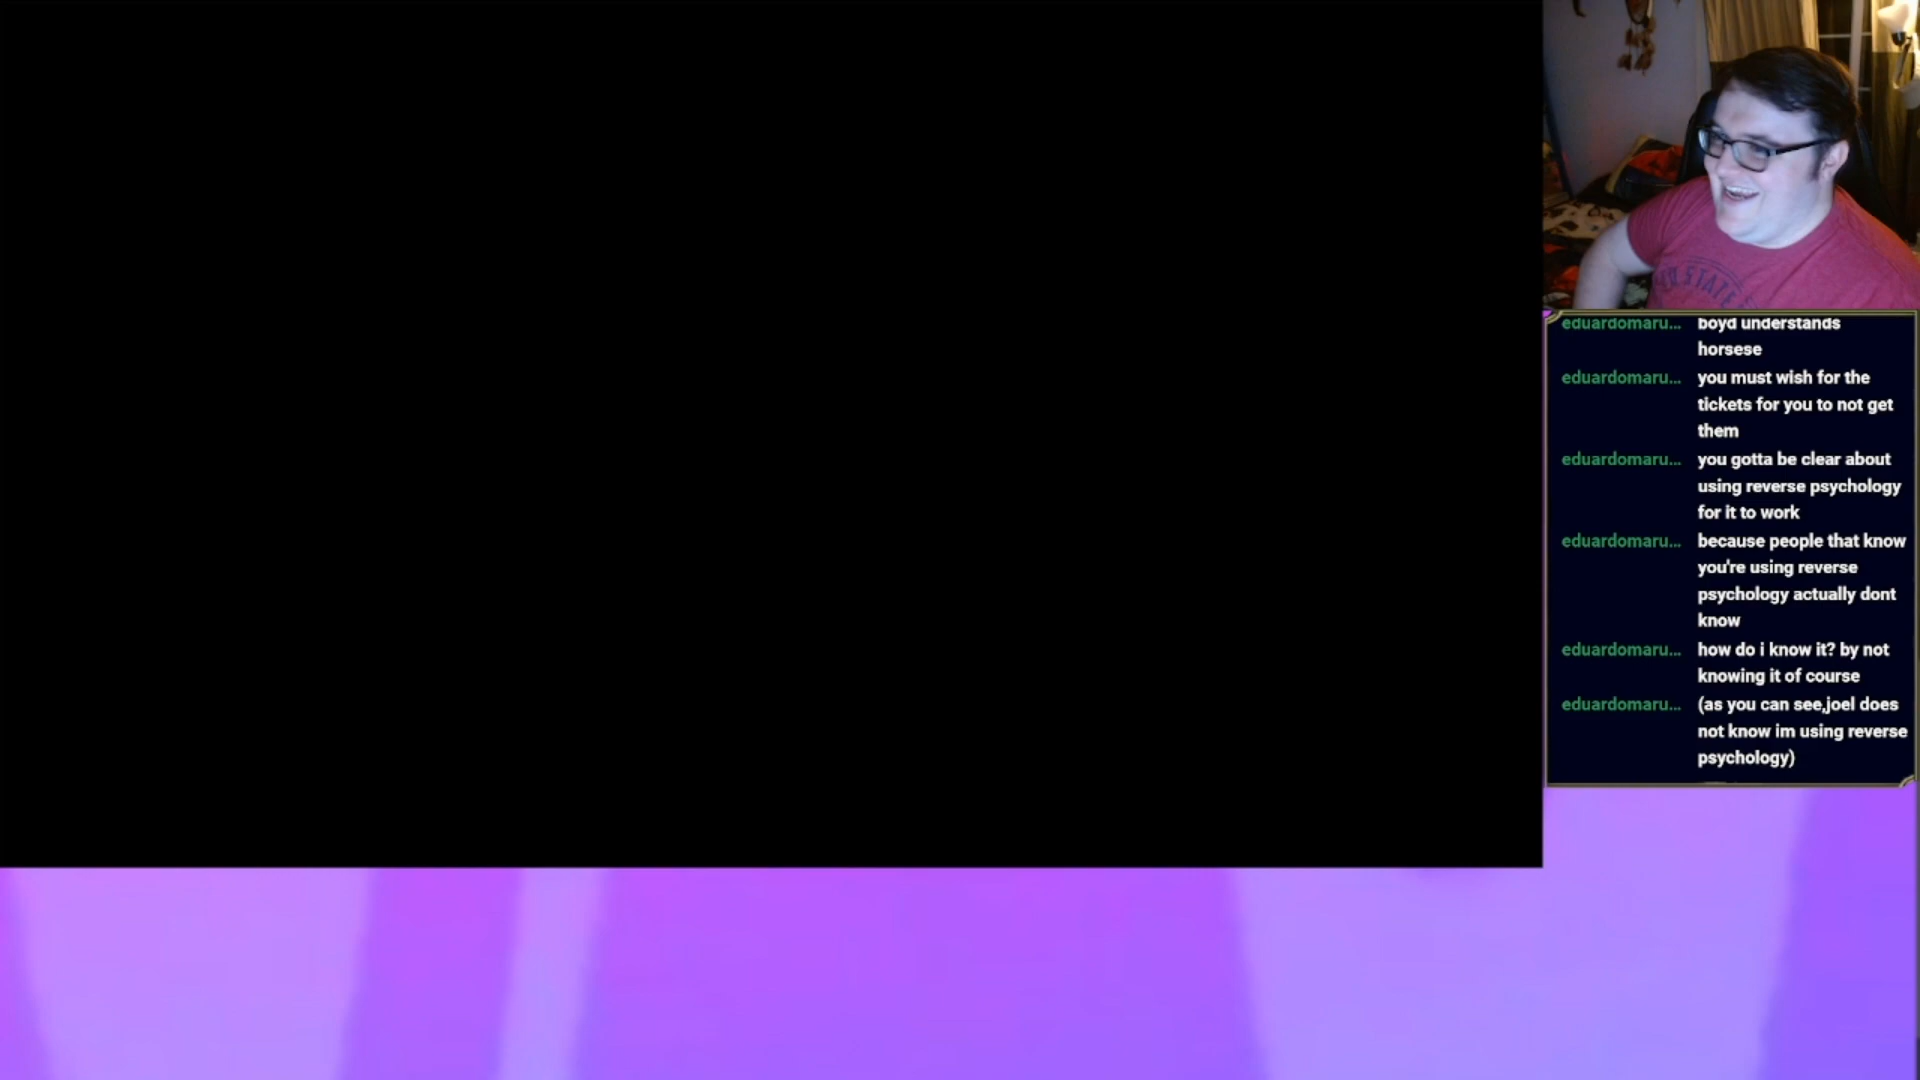 STATE
eduardomaru... boyd understands
horsese
eduardomaru... you must wish for the
tickets for you to not get
them
eduardomaru... you gotta be clear about
using reverse psychology
for it to work
eduardomaru... because people that know
you're using reverse
psychology actually dont
know
eduardomaru... how do i know it? by not
knowing it of course
eduardomaru... (as you can see,joel does
not know im using reverse
psychology)